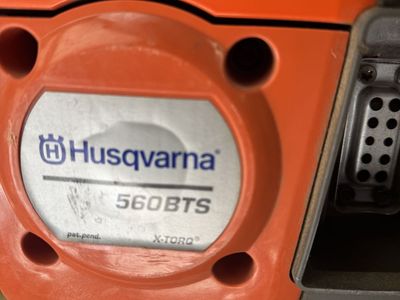 Husqvarna®
560BTS
pat.pend. X-TORQ®